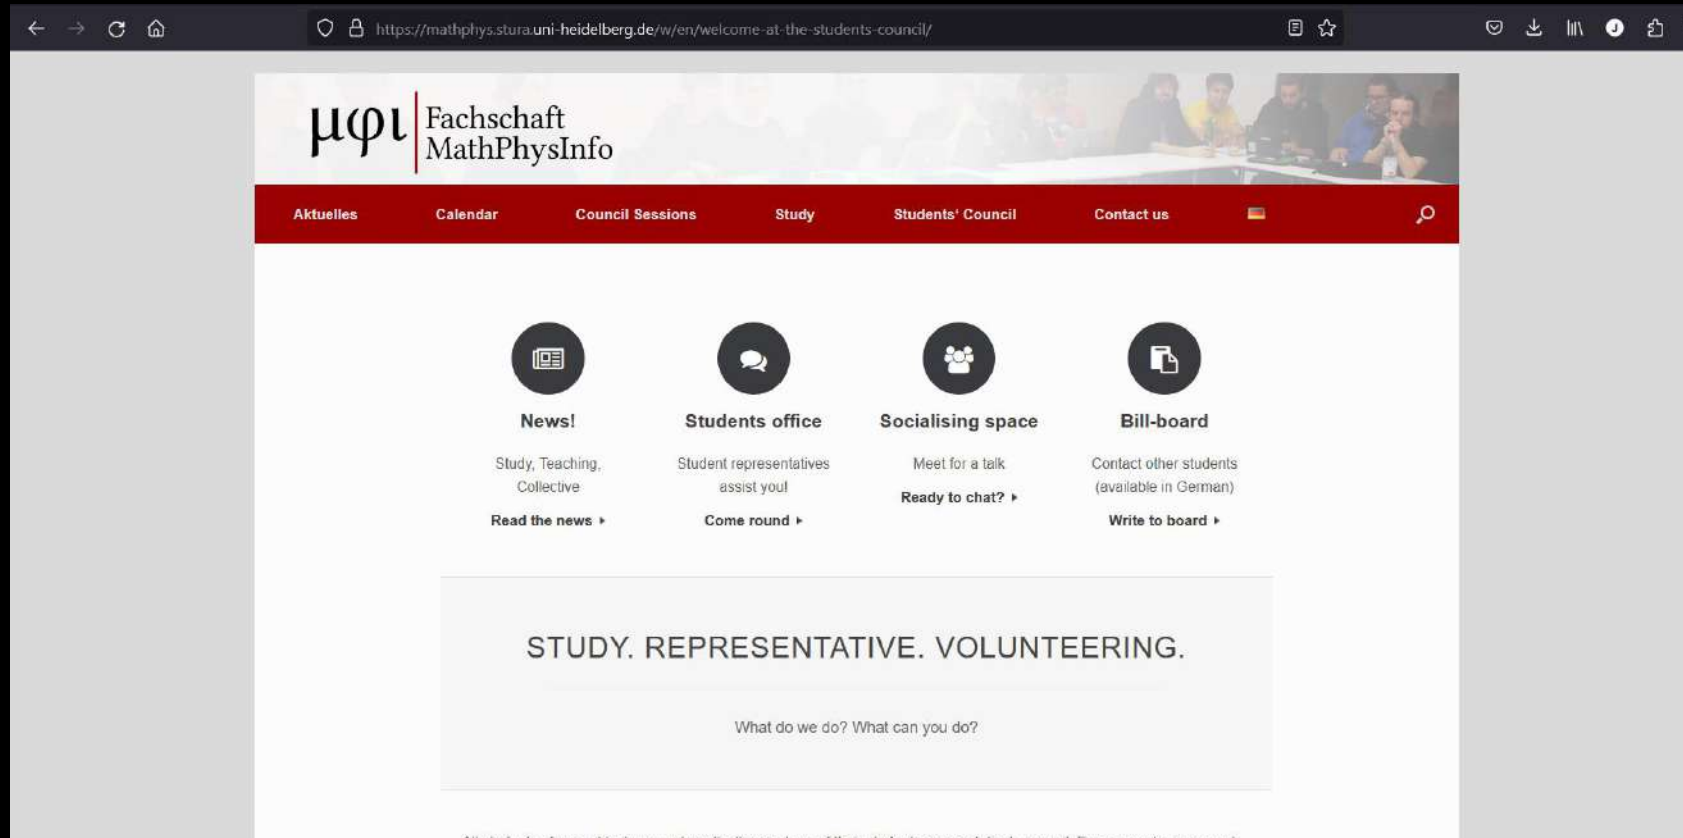 https://mathphys.stura.uni-heidelberg.de/w/en/welcome-at-the-students-council/
μφι
Fachschaft
MathPhysInfo
Aktuelles Calendar Council Sessions Study Students' Council Contact us
News!
Study, Teaching,
Collective
Read the news
Students office
Student representatives
assist you!
Come round
Socialising space
Meet for a talk
Ready to chat?
Bill-board
Contact other students
(available in German)
Write to board
STUDY. REPRESENTATIVE. VOLUNTEERING.
What do we do? What can you do?